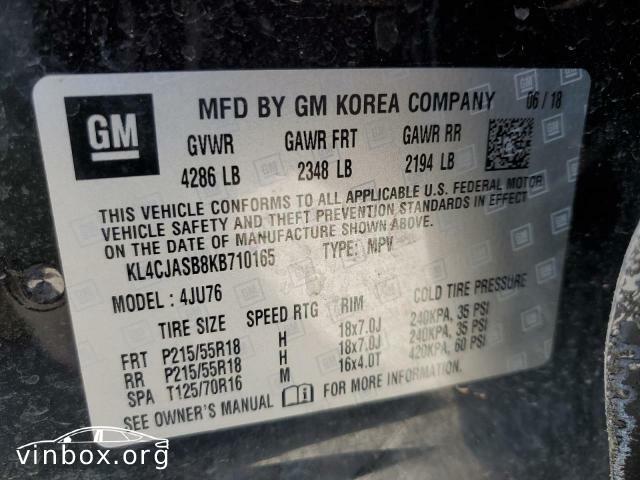 GM
MFD BY GM KOREA COMPANY 06/18
GVWR GAWR FRT GAWR RR
4286 LB 2348 LB 2194 LB
THIS VEHICLE CONFORMS TO ALL APPLICABLE U.S. FEDERAL MOTOR
VEHICLE SAFETY AND THEFT PREVENTION STANDARDS IN EFFECT
ON THE DATE OF MANUFACTURE SHOWN ABOVE.
KL4CJASB8KB710165 TYPE: MPV
MODEL : 4JU76
TIRE SIZE SPEED RTG RIM COLD TIRE PRESSURE
FRT P215/55R18 H 18x7.0J 240KPA, 35 PSI
RR P215/55R18 H 18x7.0J 240KPA, 35 PSI
SPA T125/70R16 M 16x4.0T 420KPA, 60 PSI
SEE OWNER'S MANUAL FOR MORE INFORMATION.
vinbox.org